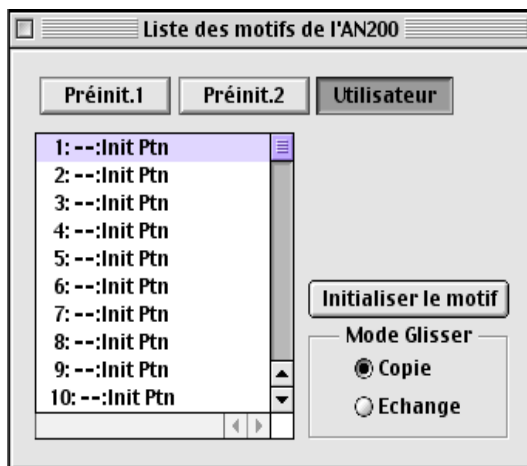 Liste des motifs de l'AN200
Préinit.1 Préinit.2 Utilisateur
1: --:Init Ptn
2: --:Init Ptn
3: --:Init Ptn
4: --:Init Ptn
5: --:Init Ptn
6: --:Init Ptn
7: --:Init Ptn
8: --:Init Ptn
9: --:Init Ptn
10: --:Init Ptn
Initialiser le motif
Mode Glisser
Copie
Echange